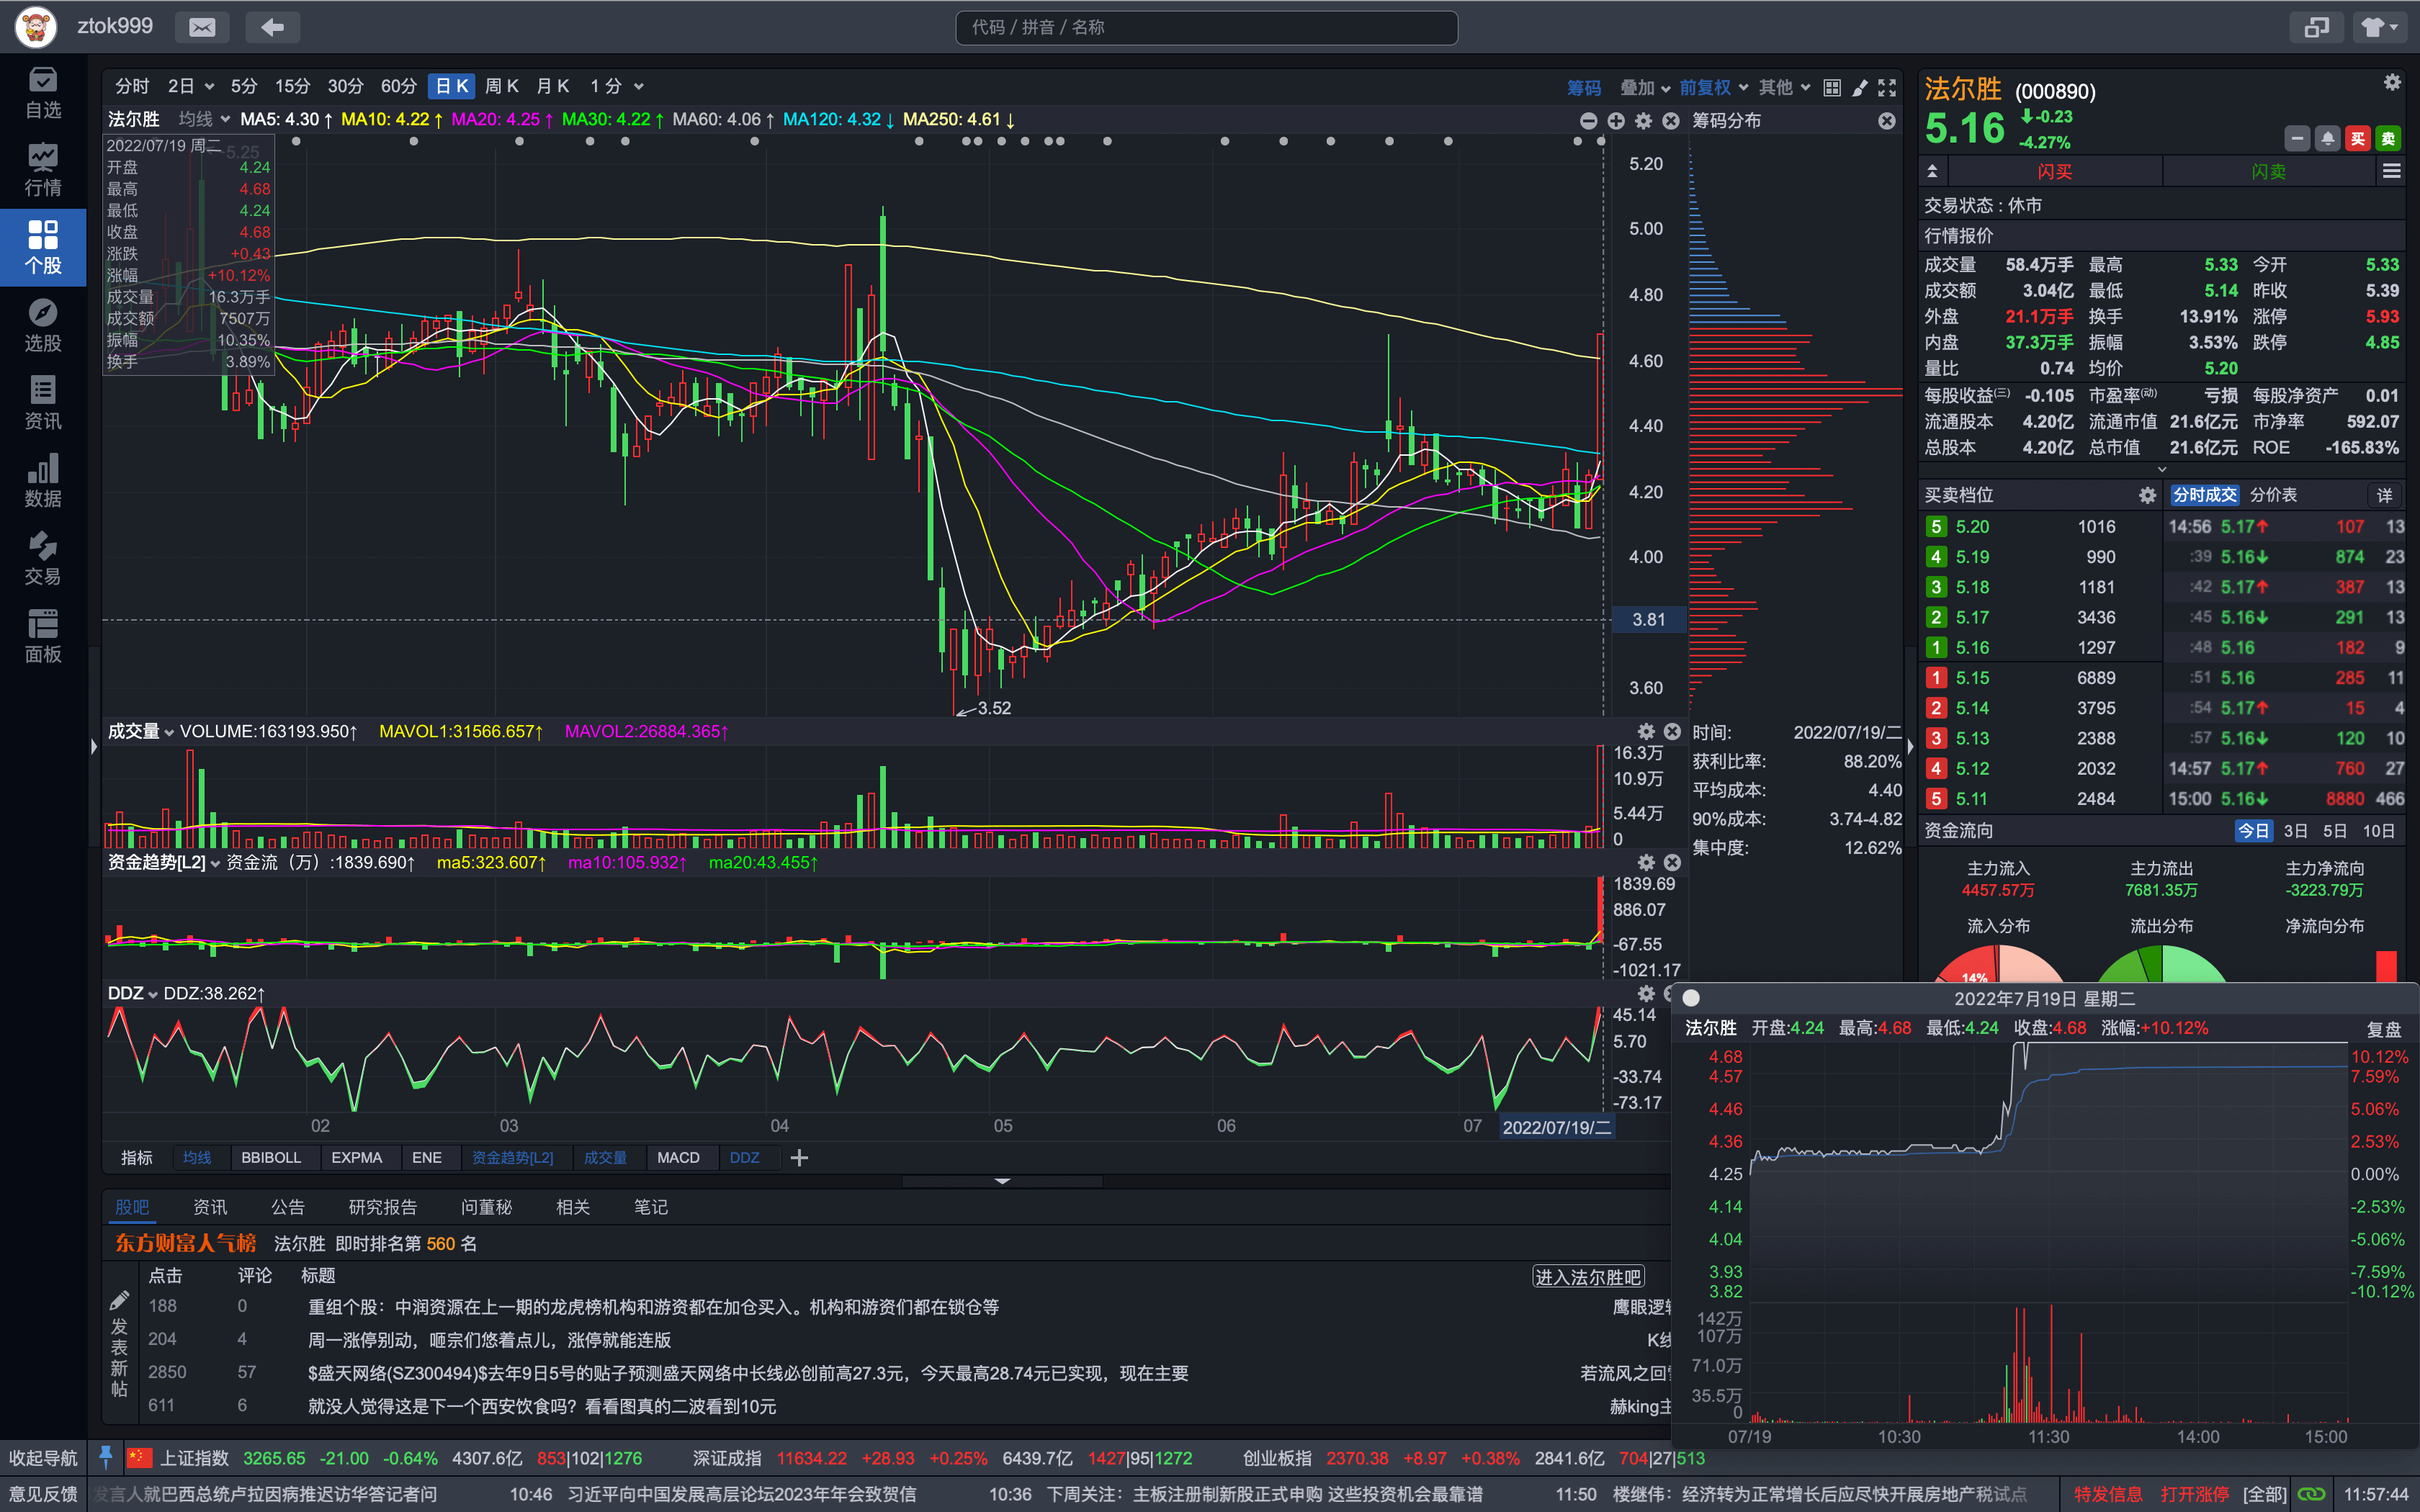 ztok999
代码 / 拼音 / 名称
自选
行情
个股
选股
资讯
数据
交易
面板
分时 2日 5分 15分 30分 60分 日K 周K 月K 1分
筹码 叠加 前复权 其他
法尔胜 均线 MA5: 4.30↑ MA10: 4.22↑ MA20: 4.25↑ MA30: 4.22↑ MA60: 4.06↑ MA120: 4.32↓ MA250: 4.61↓
筹码分布
2022/07/19 周二
5.25
开盘 4.24
最高 4.68
最低 4.24
收盘 4.68
涨跌 +0.43
涨幅 +10.12%
成交量 16.3万手
成交额 7507万
振幅 10.35%
换手 3.89%
5.20
5.00
4.80
4.60
4.40
4.20
4.00
3.81
3.60
3.52
成交量 VOLUME:163193.950↑ MAVOL1:31566.657↑ MAVOL2:26884.365↑
16.3万
10.9万
5.44万
0
资金趋势[L2] 资金流（万）:1839.690↑ ma5:323.607↑ ma10:105.932↑ ma20:43.455↑
1839.69
886.07
-67.55
-1021.17
DDZ DDZ:38.262↑
45.14
5.70
-33.74
-73.17
02 03 04 05 06 07 2022/07/19/二
时间: 2022/07/19/二
获利比率: 88.20%
平均成本: 4.40
90%成本: 3.74-4.82
集中度: 12.62%
指标 均线 BBIBOLL EXPMA ENE 资金趋势[L2] 成交量 MACD DDZ
股吧 资讯 公告 研究报告 问董秘 相关 笔记
东方财富人气榜 法尔胜 即时排名第 560 名
点击 评论 标题
进入法尔胜吧
发表新帖
188 0 重组个股：中润资源在上一期的龙虎榜机构和游资都在加仓买入。机构和游资们都在锁仓等 鹰眼逻辑
204 4 周一涨停别动，咂宗们悠着点儿，涨停就能连版 K线
2850 57 $盛天网络(SZ300494)$去年9日5号的贴子预测盛天网络中长线必创前高27.3元，今天最高28.74元已实现，现在主要 若流风之回
611 6 就没人觉得这是下一个西安饮食吗？看看图真的二波看到10元 赫king主
法尔胜 (000890)
5.16 -0.23
-4.27%
买 卖
闪买 闪卖
交易状态 : 休市
行情报价
成交量 58.4万手 最高 5.33 今开 5.33
成交额 3.04亿 最低 5.14 昨收 5.39
外盘 21.1万手 换手 13.91% 涨停 5.93
内盘 37.3万手 振幅 3.53% 跌停 4.85
量比 0.74 均价 5.20
每股收益(三) -0.105 市盈率(动) 亏损 每股净资产 0.01
流通股本 4.20亿 流通市值 21.6亿元 市净率 592.07
总股本 4.20亿 总市值 21.6亿元 ROE -165.83%
买卖档位 分时成交 分价表 详
5 5.20 1016
4 5.19 990
3 5.18 1181
2 5.17 3436
1 5.16 1297
1 5.15 6889
2 5.14 3795
3 5.13 2388
4 5.12 2032
5 5.11 2484
14:56 5.17↑ 107 13
:39 5.16↓ 874 23
:42 5.17↑ 387 13
:45 5.16↓ 291 13
:48 5.16 182 9
:51 5.16 285 11
:54 5.17↑ 15 4
:57 5.16↓ 120 10
14:57 5.17↑ 760 27
15:00 5.16↓ 8880 466
资金流向 今日 3日 5日 10日
主力流入 主力流出 主力净流向
4457.57万 7681.35万 -3223.79万
流入分布 流出分布 净流向分布
14%
2022年7月19日 星期二
法尔胜 开盘:4.24 最高:4.68 最低:4.24 收盘:4.68 涨幅:+10.12% 复盘
4.68 10.12%
4.57 7.59%
4.46 5.06%
4.36 2.53%
4.25 0.00%
4.14 -2.53%
4.04 -5.06%
3.93 -7.59%
3.82 -10.12%
142万
107万
71.0万
35.5万
0
07/19 10:30 11:30 14:00 15:00
收起导航 上证指数 3265.65 -21.00 -0.64% 4307.6亿 853|102|1276 深证成指 11634.22 +28.93 +0.25% 6439.7亿 1427|95|1272 创业板指 2370.38 +8.97 +0.38% 2841.6亿 704|27|513
意见反馈 发言人就巴西总统卢拉因病推迟访华答记者问 10:46 习近平向中国发展高层论坛2023年年会致贺信 10:36 下周关注：主板注册制新股正式申购 这些投资机会最靠谱 11:50 楼继伟：经济转为正常增长后应尽快开展房地产税试点 特发信息 打开涨停 [全部] 11:57:44